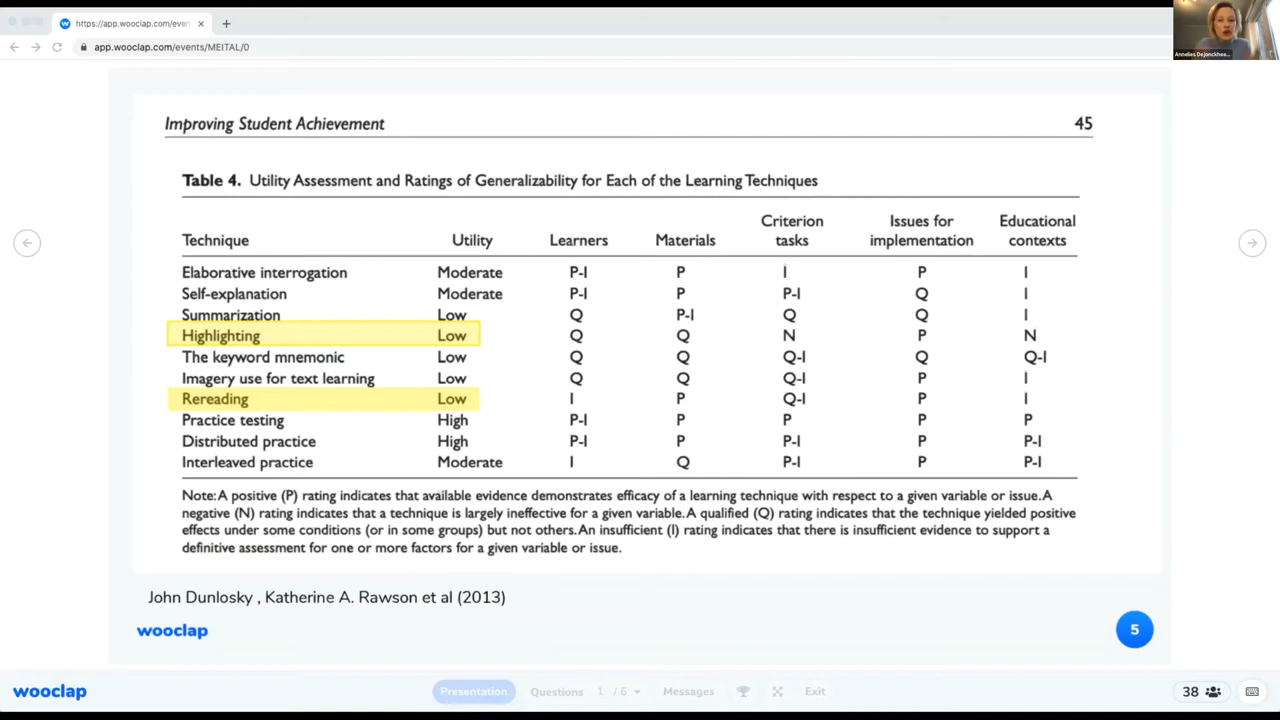 https://app.wooclap.com/even
app.wooclap.com/events/MEITAL/0
Annelies Dejonckhee...
Improving Student Achievement 45
Table 4. Utility Assessment and Ratings of Generalizability for Each of the Learning Techniques
Technique Utility Learners Materials Criterion tasks Issues for implementation Educational contexts
Elaborative interrogation Moderate P-I P I P I
Self-explanation Moderate P-I P P-I Q I
Summarization Low Q P-I Q Q I
Highlighting Low Q Q N P N
The keyword mnemonic Low Q Q Q-I Q Q-I
Imagery use for text learning Low Q Q Q-I P I
Rereading Low I P Q-I P I
Practice testing High P-I P P P P
Distributed practice High P-I P P-I P P-I
Interleaved practice Moderate I Q P-I P P-I
Note: A positive (P) rating indicates that available evidence demonstrates efficacy of a learning technique with respect to a given variable or issue. A
negative (N) rating indicates that a technique is largely ineffective for a given variable. A qualified (Q) rating indicates that the technique yielded positive
effects under some conditions (or in some groups) but not others. An insufficient (I) rating indicates that there is insufficient evidence to support a
definitive assessment for one or more factors for a given variable or issue.
John Dunlosky , Katherine A. Rawson et al (2013)
wooclap
5
wooclap
Presentation Questions 1 / 6 Messages Exit
38